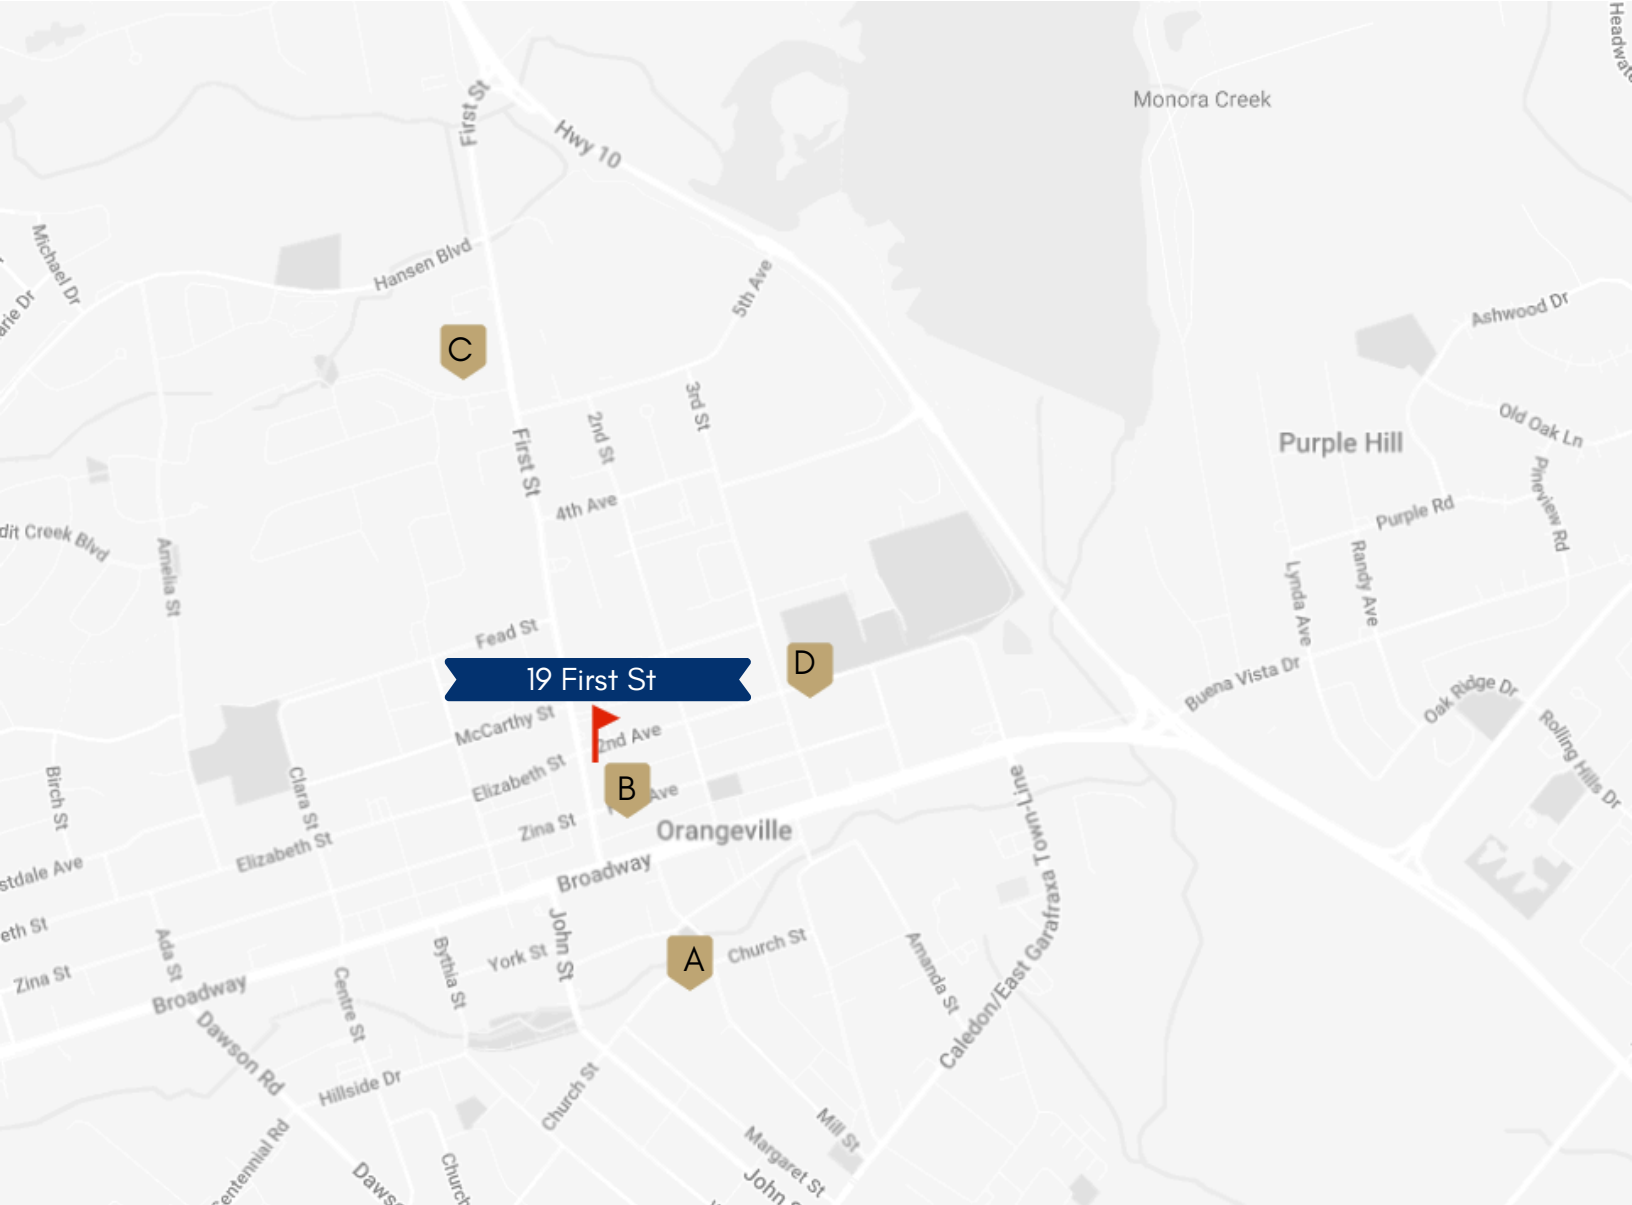 Headwate
First St
Monora Creek
Hwy 10
Michael Dr
Hansen Blvd
5th Ave
arie Dr
Ashwood Dr
C
3rd St
2nd St
Old Oak Ln
First St
Purple Hill
Pineview Rd
4th Ave
Purple Rd
dit Creek Blvd
Amelia St
Randy Ave
Lynda Ave
Fead St
D
19 First St
Buena Vista Dr
Oak Ridge Dr
McCarthy St
2nd Ave
Rolling Hills Dr
Elizabeth St
B
Ave
Birch St
Clara St
Zina St
Orangeville
Caledon/East Garafraxa Town-Line
Elizabeth St
stdale Ave
Broadway
eth St
Ada St
John St
Bythia St
York St
A
Church St
Amanda St
Zina St
Broadway
Centre St
Dawson Rd
Hillside Dr
Church St
Mill St
Margaret St
entennial Rd
Church
Daws
John S